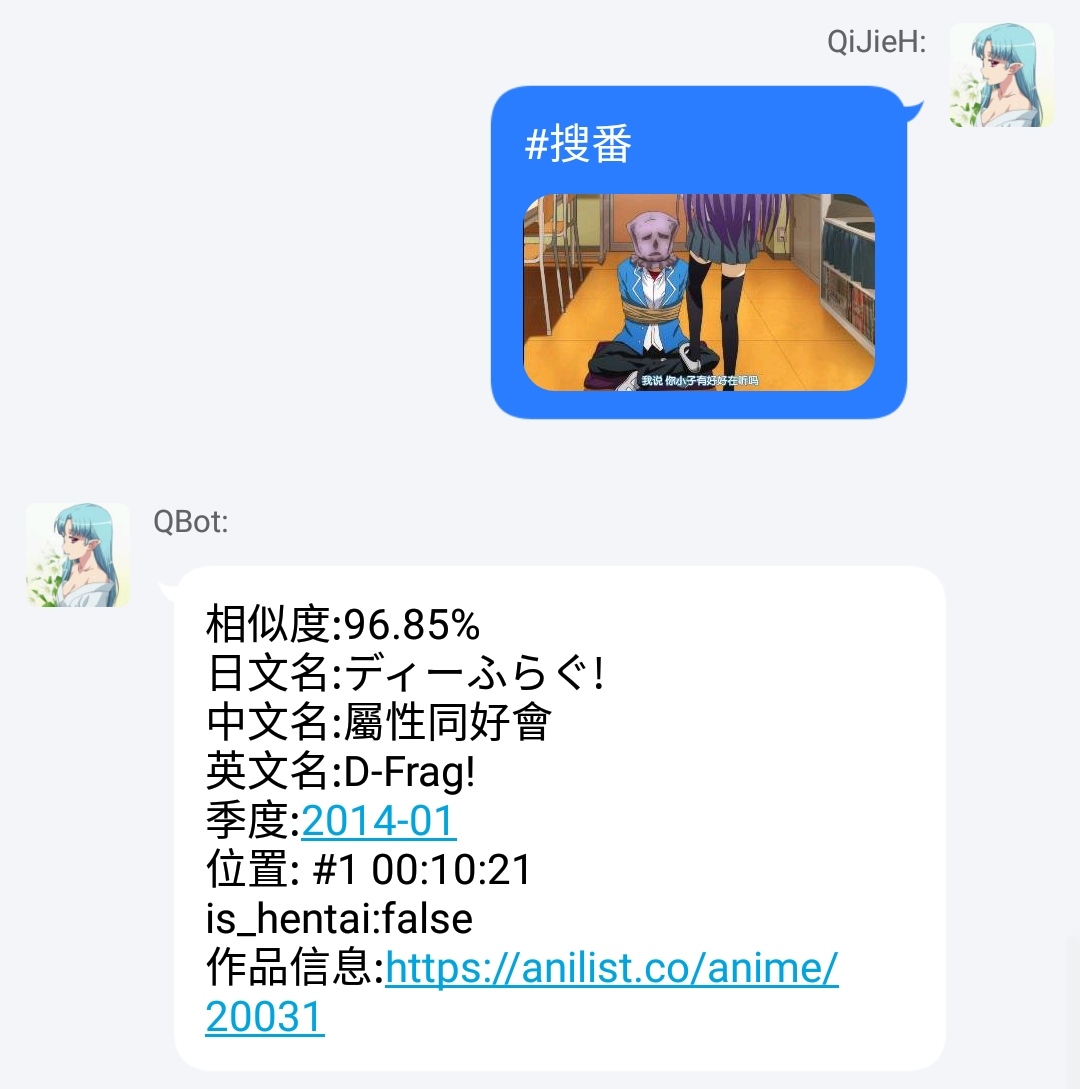 QiJieH:
#搜番
我说 你小子有好好在听吗
QBot:
相似度:96.85%
日文名:ディーふらぐ!
中文名:屬性同好會
英文名:D-Frag!
季度:2014-01
位置: #1 00:10:21
is_hentai:false
作品信息:https://anilist.co/anime/
20031